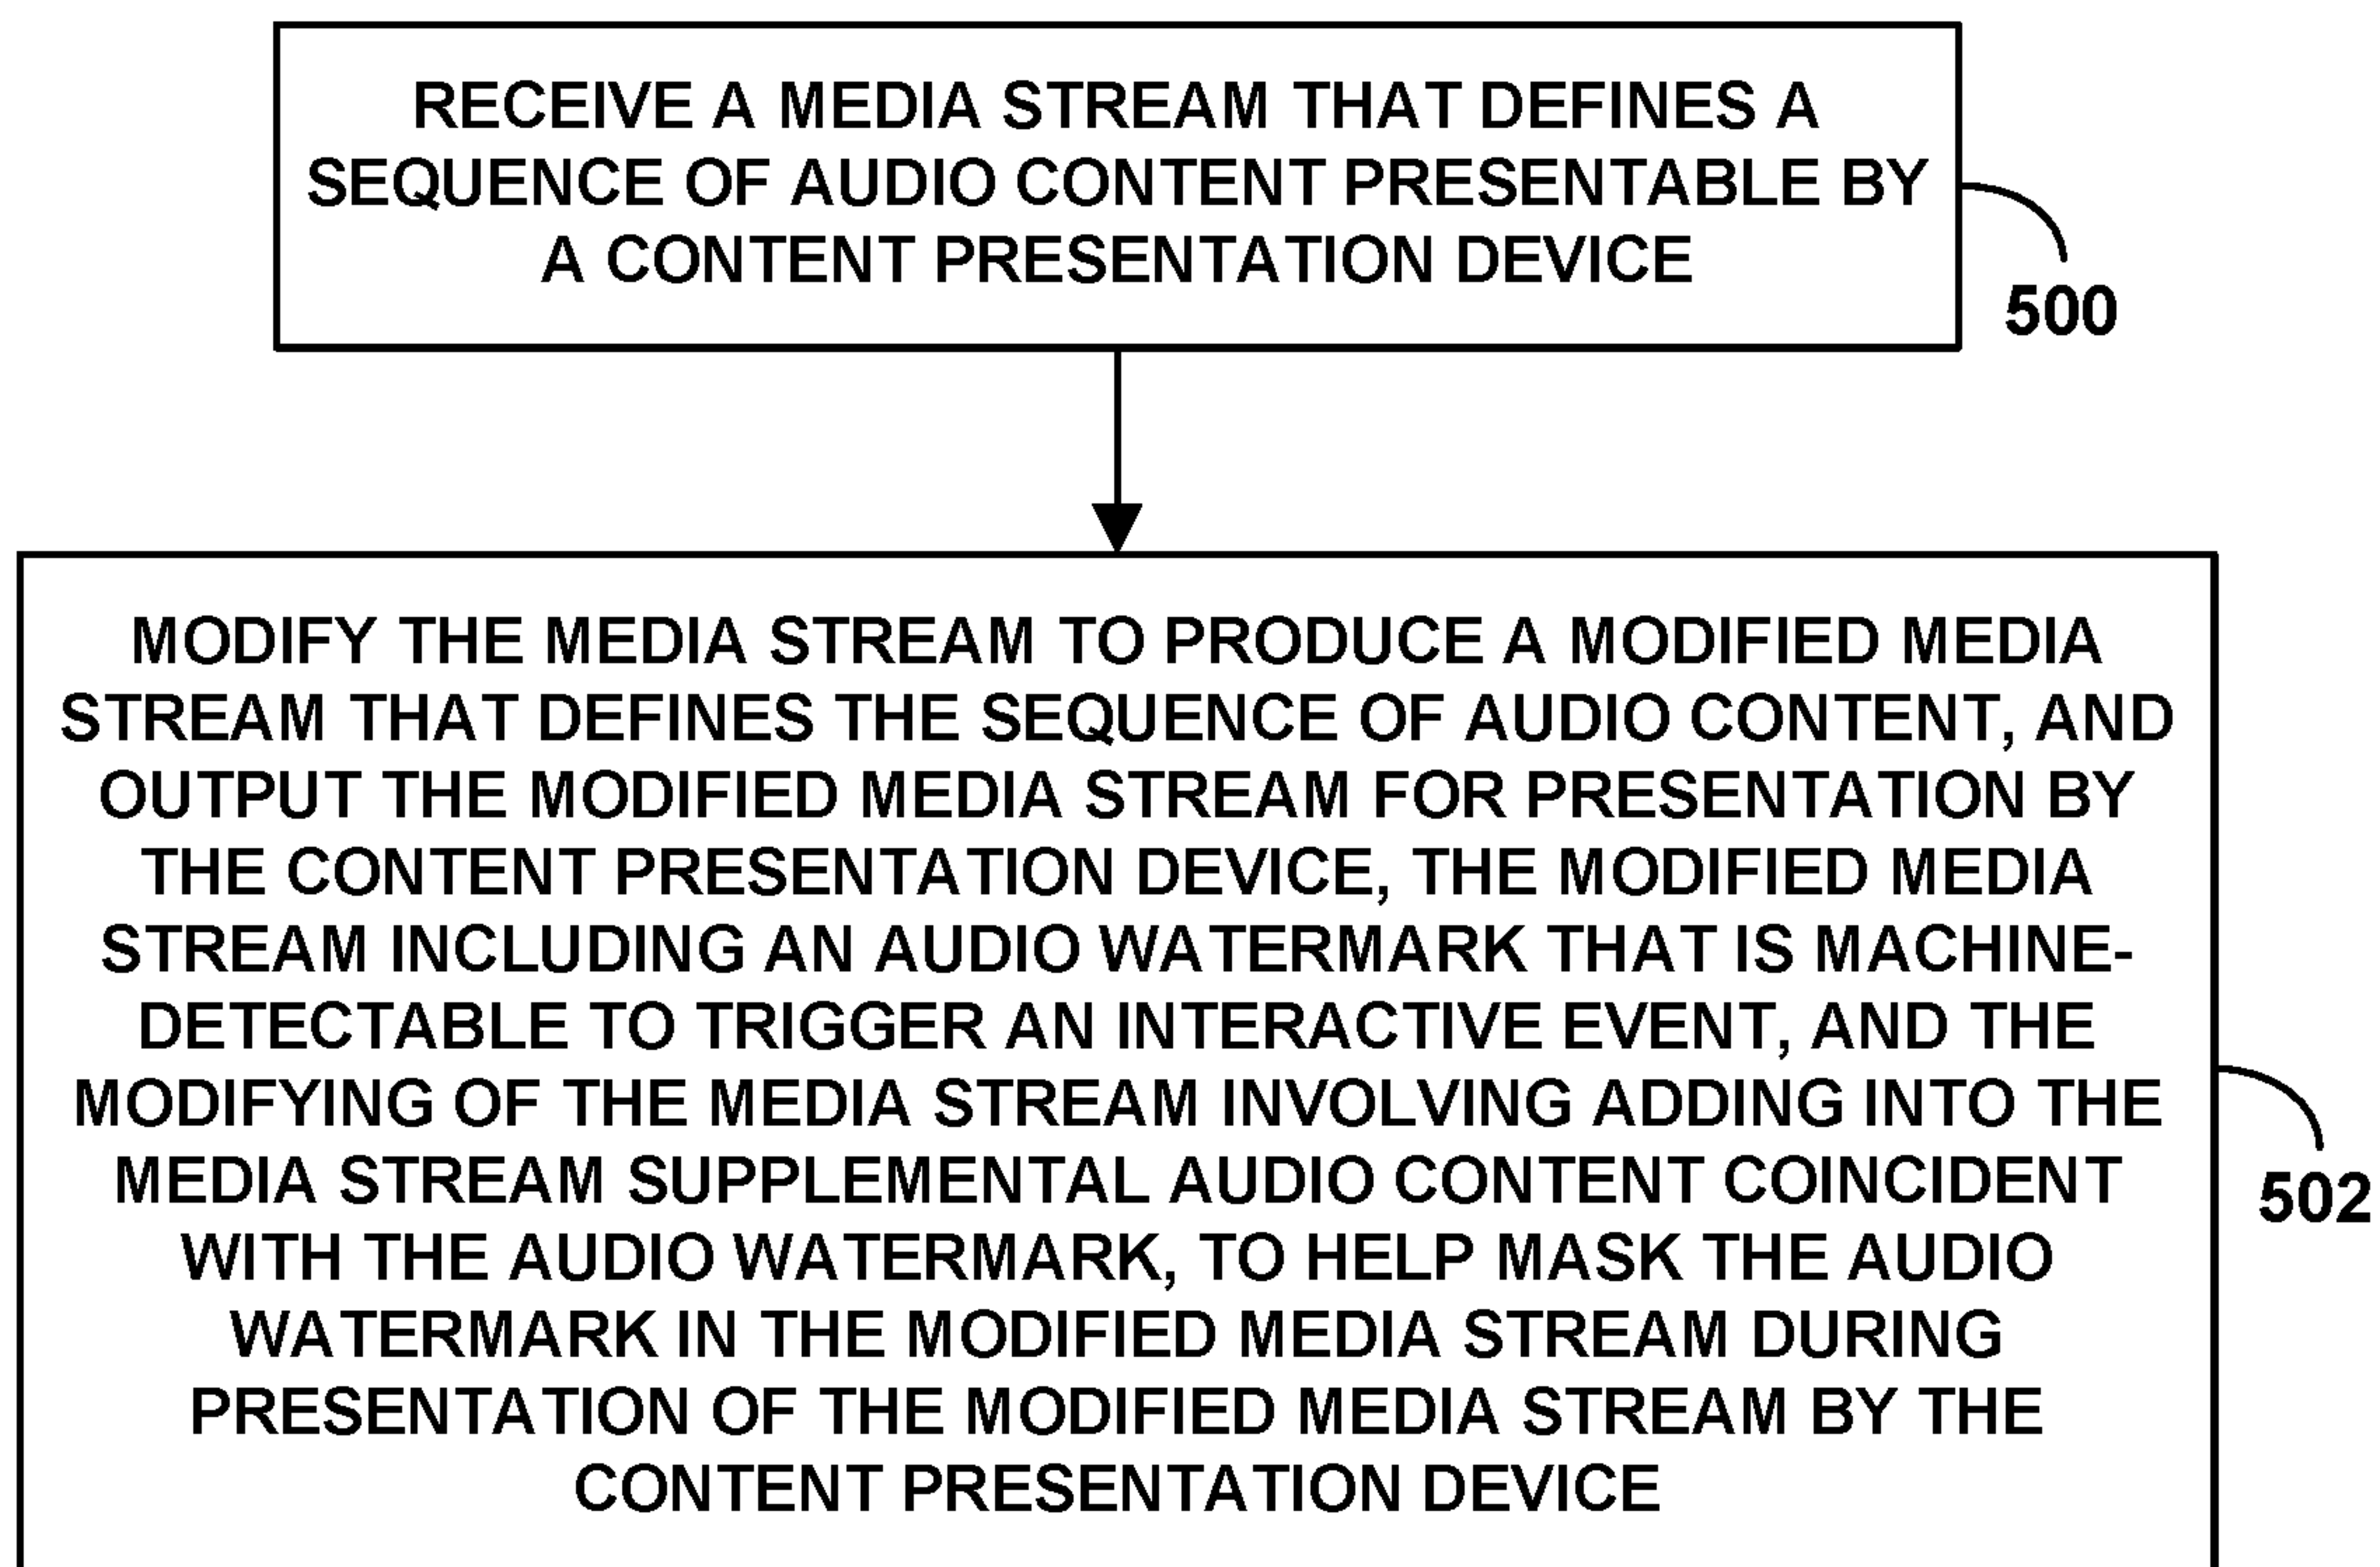 RECEIVE A MEDIA STREAM THAT DEFINES A
SEQUENCE OF AUDIO CONTENT PRESENTABLE BY
A CONTENT PRESENTATION DEVICE
500
MODIFY THE MEDIA STREAM TO PRODUCE A MODIFIED MEDIA
STREAM THAT DEFINES THE SEQUENCE OF AUDIO CONTENT, AND
OUTPUT THE MODIFIED MEDIA STREAM FOR PRESENTATION BY
THE CONTENT PRESENTATION DEVICE, THE MODIFIED MEDIA
STREAM INCLUDING AN AUDIO WATERMARK THAT IS MACHINE-
DETECTABLE TO TRIGGER AN INTERACTIVE EVENT, AND THE
MODIFYING OF THE MEDIA STREAM INVOLVING ADDING INTO THE
MEDIA STREAM SUPPLEMENTAL AUDIO CONTENT COINCIDENT
WITH THE AUDIO WATERMARK, TO HELP MASK THE AUDIO
WATERMARK IN THE MODIFIED MEDIA STREAM DURING
PRESENTATION OF THE MODIFIED MEDIA STREAM BY THE
CONTENT PRESENTATION DEVICE
502